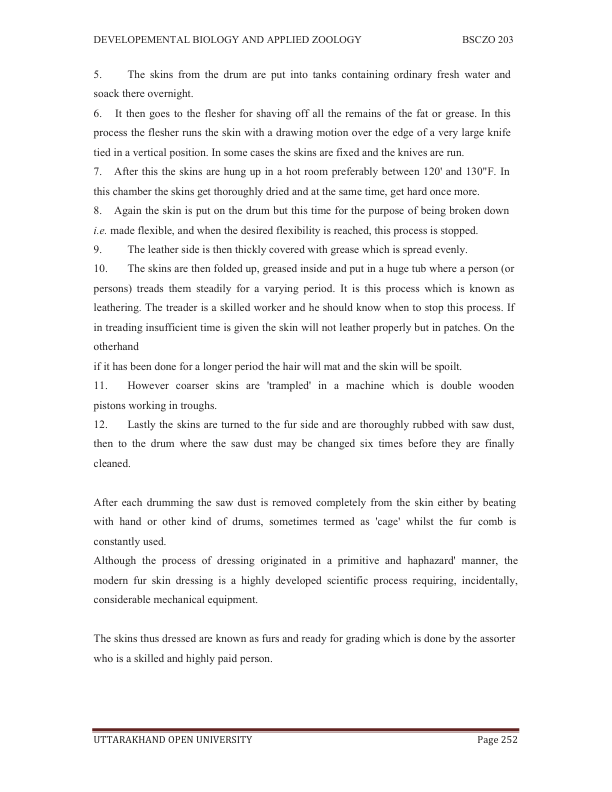 DEVELOPEMENTAL BIOLOGY AND APPLIED ZOOLOGY BSCZO 203
5. The skins from the drum are put into tanks containing ordinary fresh water and
soack there overnight.
6. It then goes to the flesher for shaving off all the remains of the fat or grease. In this
process the flesher runs the skin with a drawing motion over the edge of a very large knife
tied in a vertical position. In some cases the skins are fixed and the knives are run.
7. After this the skins are hung up in a hot room preferably between 120' and 130"F. In
this chamber the skins get thoroughly dried and at the same time, get hard once more.
8. Again the skin is put on the drum but this time for the purpose of being broken down
i.e. made flexible, and when the desired flexibility is reached, this process is stopped.
9. The leather side is then thickly covered with grease which is spread evenly.
10. The skins are then folded up, greased inside and put in a huge tub where a person (or
persons) treads them steadily for a varying period. It is this process which is known as
leathering. The treader is a skilled worker and he should know when to stop this process. If
in treading insufficient time is given the skin will not leather properly but in patches. On the
otherhand
if it has been done for a longer period the hair will mat and the skin will be spoilt.
11. However coarser skins are 'trampled' in a machine which is double wooden
pistons working in troughs.
12. Lastly the skins are turned to the fur side and are thoroughly rubbed with saw dust,
then to the drum where the saw dust may be changed six times before they are finally
cleaned.
After each drumming the saw dust is removed completely from the skin either by beating
with hand or other kind of drums, sometimes termed as 'cage' whilst the fur comb is
constantly used.
Although the process of dressing originated in a primitive and haphazard' manner, the
modern fur skin dressing is a highly developed scientific process requiring, incidentally,
considerable mechanical equipment.
The skins thus dressed are known as furs and ready for grading which is done by the assorter
who is a skilled and highly paid person.
UTTARAKHAND OPEN UNIVERSITY Page 252